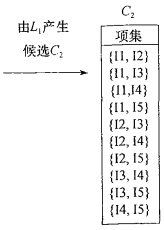 C₂
由L₁产生
候选C₂
项集
{I1, I2}
{I1, I3}
{I1,I4}
{I1, I5}
{I2, I3}
{I2, I4}
{I2, I5}
{I3, I4}
{I3, I5}
{I4, I5}